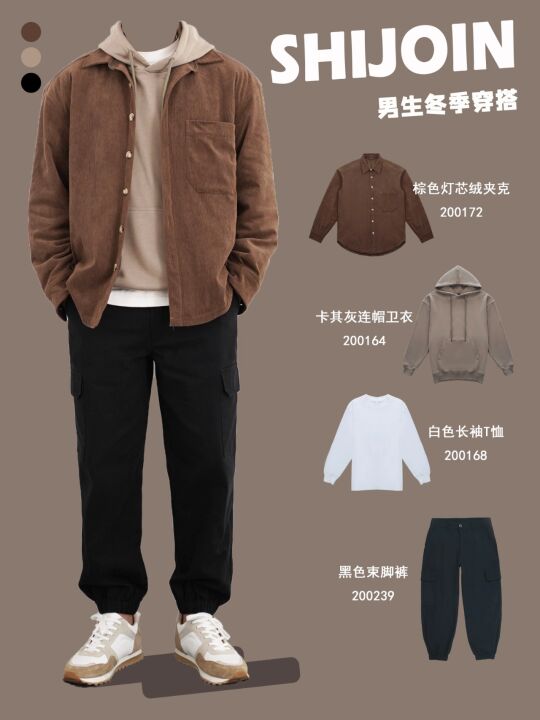 SHIJOIN
男生冬季穿搭
棕色灯芯绒夹克
200172
卡其灰连帽卫衣
200164
白色长袖T恤
200168
黑色束脚裤
200239